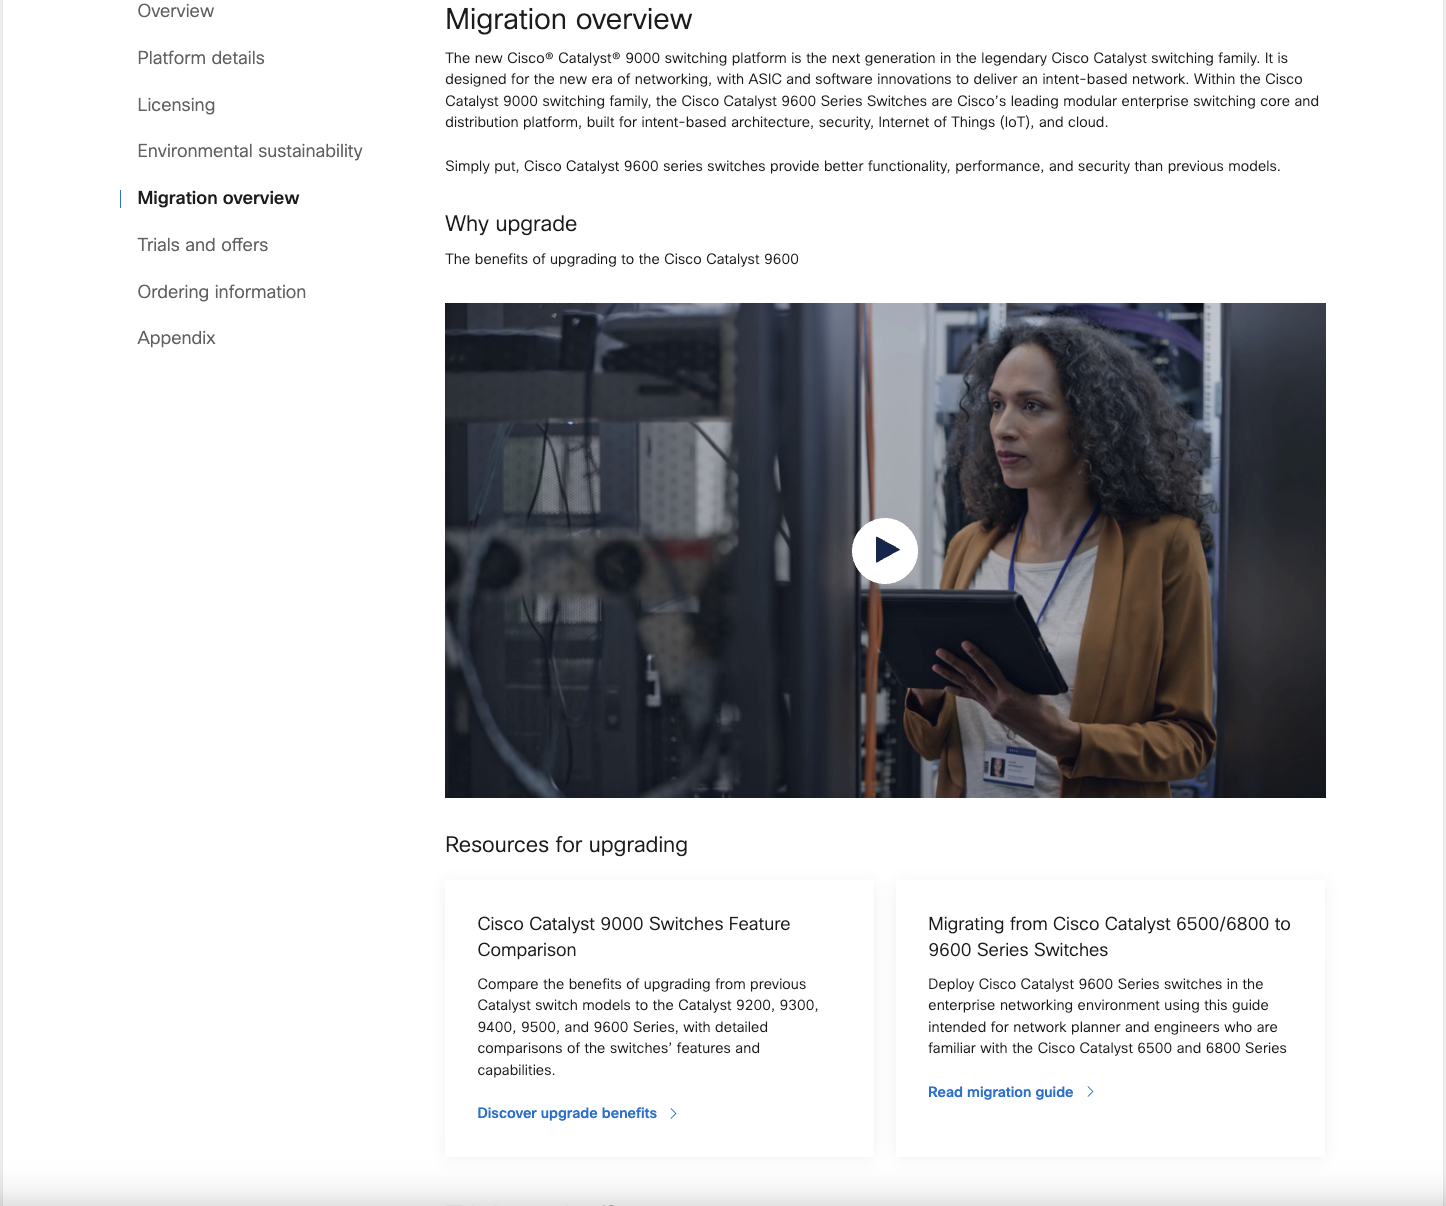 Overview
Platform details
Licensing
Environmental sustainability
Migration overview
Trials and offers
Ordering information
Appendix
Migration overview
The new Cisco® Catalyst® 9000 switching platform is the next generation in the legendary Cisco Catalyst switching family. It is
designed for the new era of networking, with ASIC and software innovations to deliver an intent-based network. Within the Cisco
Catalyst 9000 switching family, the Cisco Catalyst 9600 Series Switches are Cisco's leading modular enterprise switching core and
distribution platform, built for intent-based architecture, security, Internet of Things (IoT), and cloud.
Simply put, Cisco Catalyst 9600 series switches provide better functionality, performance, and security than previous models.
Why upgrade
The benefits of upgrading to the Cisco Catalyst 9600
Resources for upgrading
Cisco Catalyst 9000 Switches Feature
Comparison
Compare the benefits of upgrading from previous
Catalyst switch models to the Catalyst 9200, 9300,
9400, 9500, and 9600 Series, with detailed
comparisons of the switches' features and
capabilities.
Discover upgrade benefits
Migrating from Cisco Catalyst 6500/6800 to
9600 Series Switches
Deploy Cisco Catalyst 9600 Series switches in the
enterprise networking environment using this guide
intended for network planner and engineers who are
familiar with the Cisco Catalyst 6500 and 6800 Series
Read migration guide